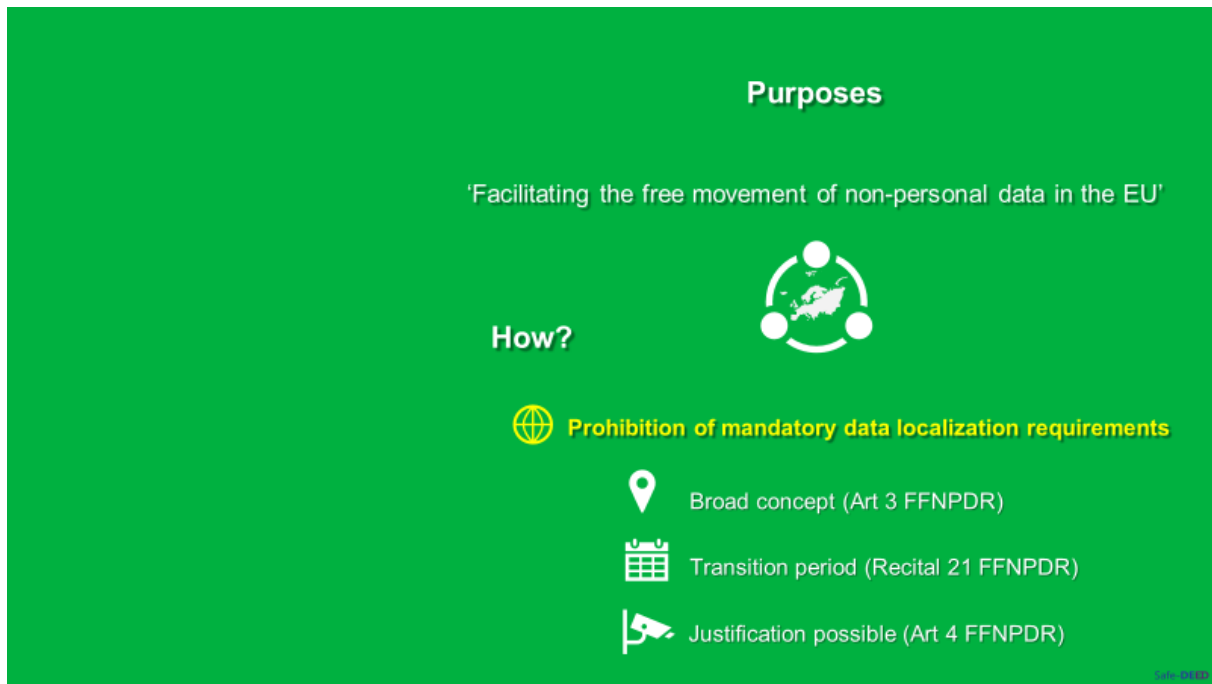 Purposes
‘Facilitating the free movement of non-personal data in the EU’
How?
Prohibition of mandatory data localization requirements
Broad concept (Art 3 FFNPDR)
Transition period (Recital 21 FFNPDR)
Justification possible (Art 4 FFNPDR)
Safe-DEED